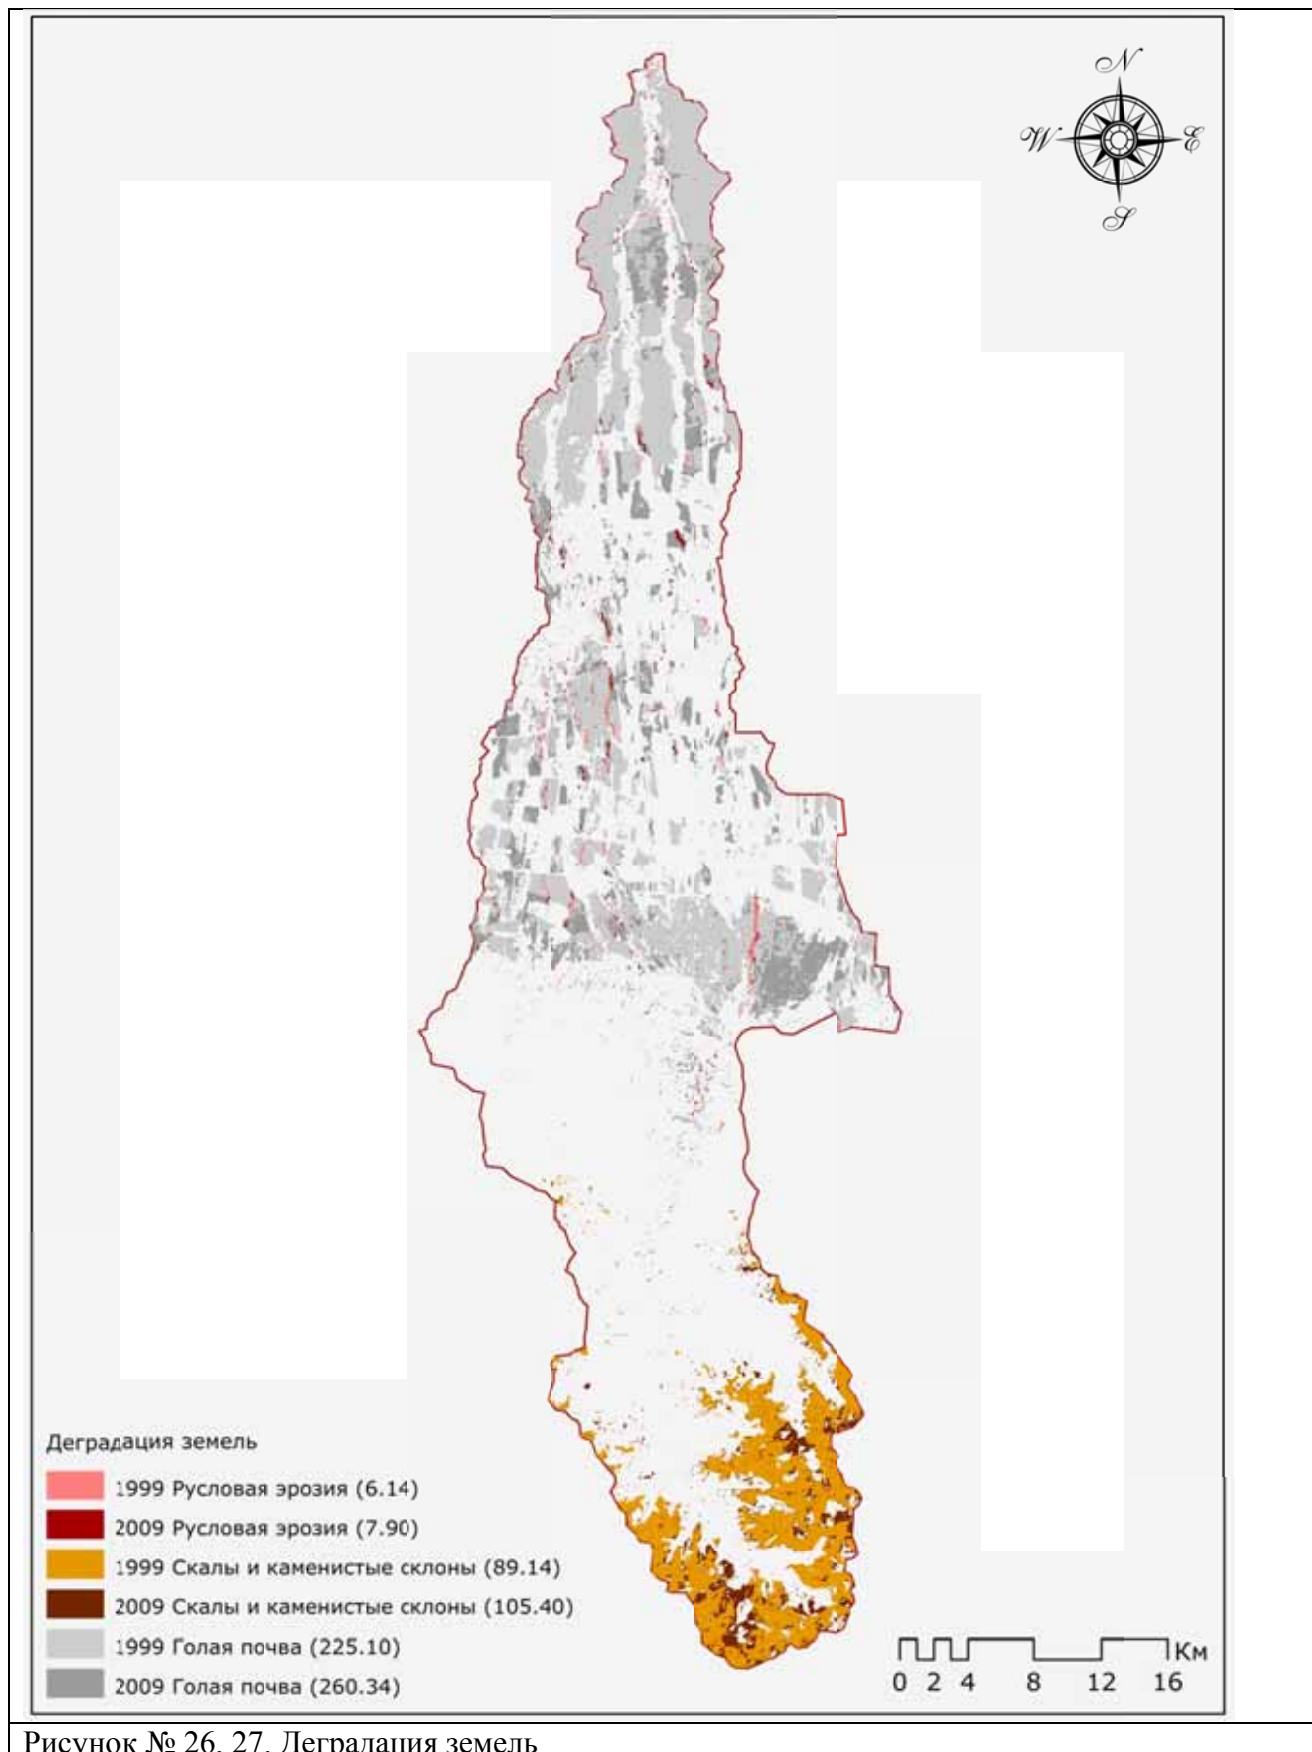 N
W E
S
Деградация земель
1999 Русловая эрозия (6.14)
2009 Русловая эрозия (7.90)
1999 Скалы и каменистые склоны (89.14)
2009 Скалы и каменистые склоны (105.40)
1999 Голая почва (225.10)
2009 Голая почва (260.34)
Км
0 2 4 8 12 16
Рисунок № 26, 27. Деградация земель